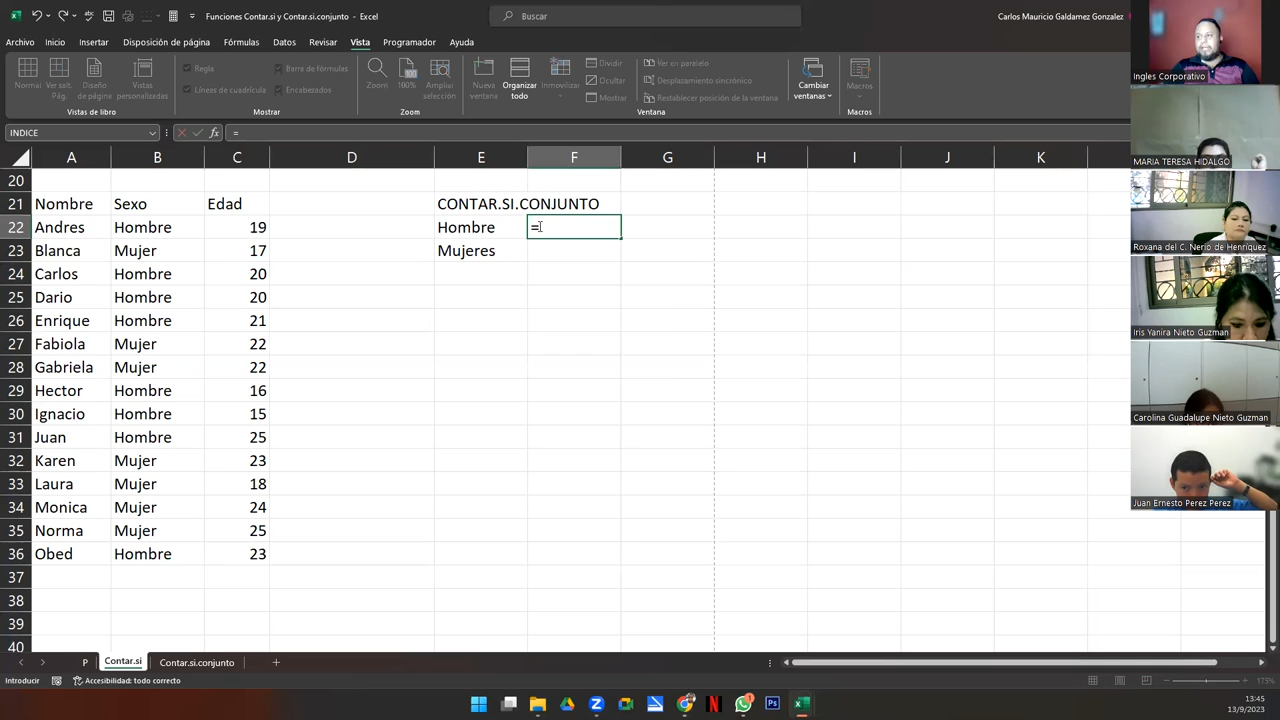 Funciones Contar.si y Contar.si.conjunto - Excel
Buscar
Carlos Mauricio Galdamez Gonzalez
Archivo Inicio Insertar Disposición de página Fórmulas Datos Revisar Vista Programador Ayuda
Normal Ver salt. Pág. Diseño de página Vistas personalizadas
Vistas de libro
Regla Barra de fórmulas
Líneas de cuadrícula Encabezados
Mostrar
Zoom 100% Ampliar selección
Zoom
Nueva ventana Organizar todo Inmovilizar
Dividir
Ocultar
Mostrar
Ver en paralelo
Desplazamiento sincrónico
Restablecer posición de la ventana
Ventana
Cambiar ventanas
Macros
Macros
INDICE fx =
A B C D E F G H I J K
20
21 Nombre Sexo Edad CONTAR.SI.CONJUNTO
22 Andres Hombre 19 Hombre =
23 Blanca Mujer 17 Mujeres
24 Carlos Hombre 20
25 Dario Hombre 20
26 Enrique Hombre 21
27 Fabiola Mujer 22
28 Gabriela Mujer 22
29 Hector Hombre 16
30 Ignacio Hombre 15
31 Juan Hombre 25
32 Karen Mujer 23
33 Laura Mujer 18
34 Monica Mujer 24
35 Norma Mujer 25
36 Obed Hombre 23
37
38
39
40
P Contar.si Contar.si.conjunto
Introducir Accesibilidad: todo correcto
175%
13:45
13/9/2023
Ingles Corporativo
MARIA TERESA HIDALGO
Roxana del C. Nerio de Henríquez
Iris Yanira Nieto Guzman
Carolina Guadalupe Nieto Guzman
Juan Ernesto Perez Perez